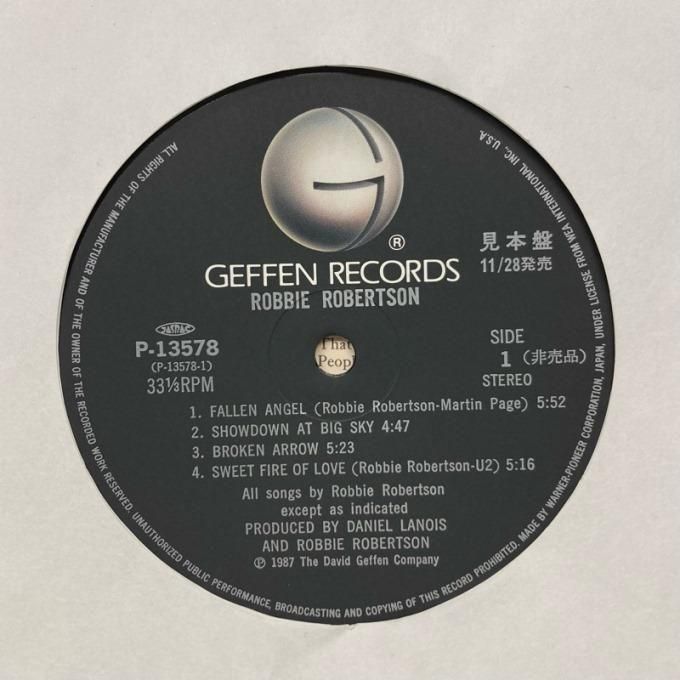 ®
GEFFEN RECORDS
ROBBIE ROBERTSON
見本盤
11/28発売
JASRAC
P-13578
(P-13578-1)
33⅓RPM
SIDE
1 (非売品)
STEREO
That
Peopl
1. FALLEN ANGEL (Robbie Robertson-Martin Page) 5:52
2. SHOWDOWN AT BIG SKY 4:47
3. BROKEN ARROW 5:23
4. SWEET FIRE OF LOVE (Robbie Robertson-U2) 5:16
All songs by Robbie Robertson
except as indicated
PRODUCED BY DANIEL LANOIS
AND ROBBIE ROBERTSON
℗ 1987 The David Geffen Company
ALL RIGHTS OF THE MANUFACTURER AND OF THE OWNER OF THE RECORDED WORK RESERVED. UNAUTHORIZED PUBLIC PERFORMANCE, BROADCASTING AND COPYING OF THIS RECORD PROHIBITED. MADE BY WARNER-PIONEER CORPORATION, JAPAN, UNDER LICENSE FROM WEA INTERNATIONAL INC., U.S.A.